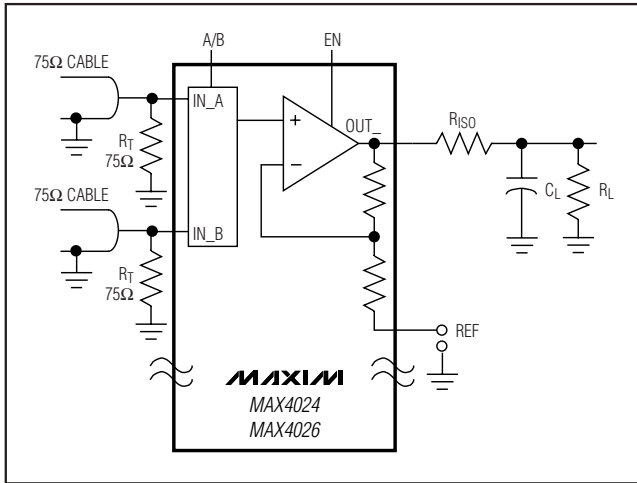 A/B
EN
75Ω CABLE
IN_A
RT
75Ω
OUT_
RISO
CL
RL
75Ω CABLE
IN_B
RT
75Ω
REF
MAXIM
MAX4024
MAX4026